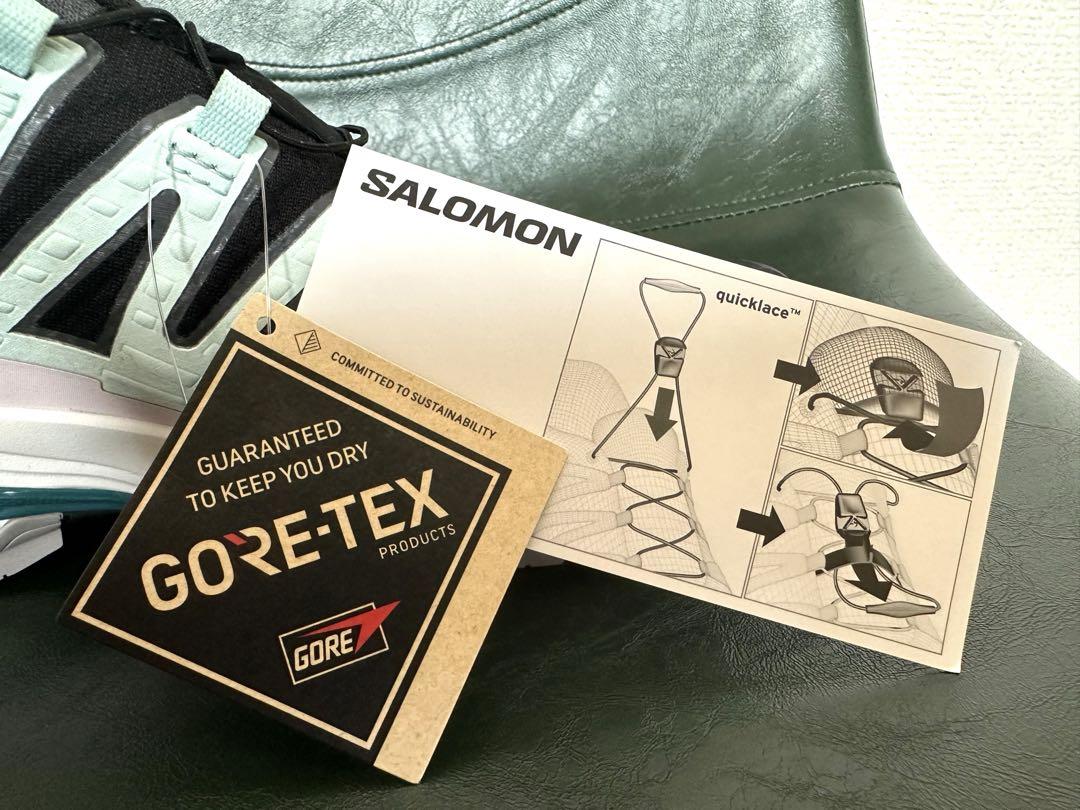 SALOMON
quicklace™
COMMITTED TO SUSTAINABILITY
GUARANTEED
TO KEEP YOU DRY
GORE-TEX
PRODUCTS
GORE